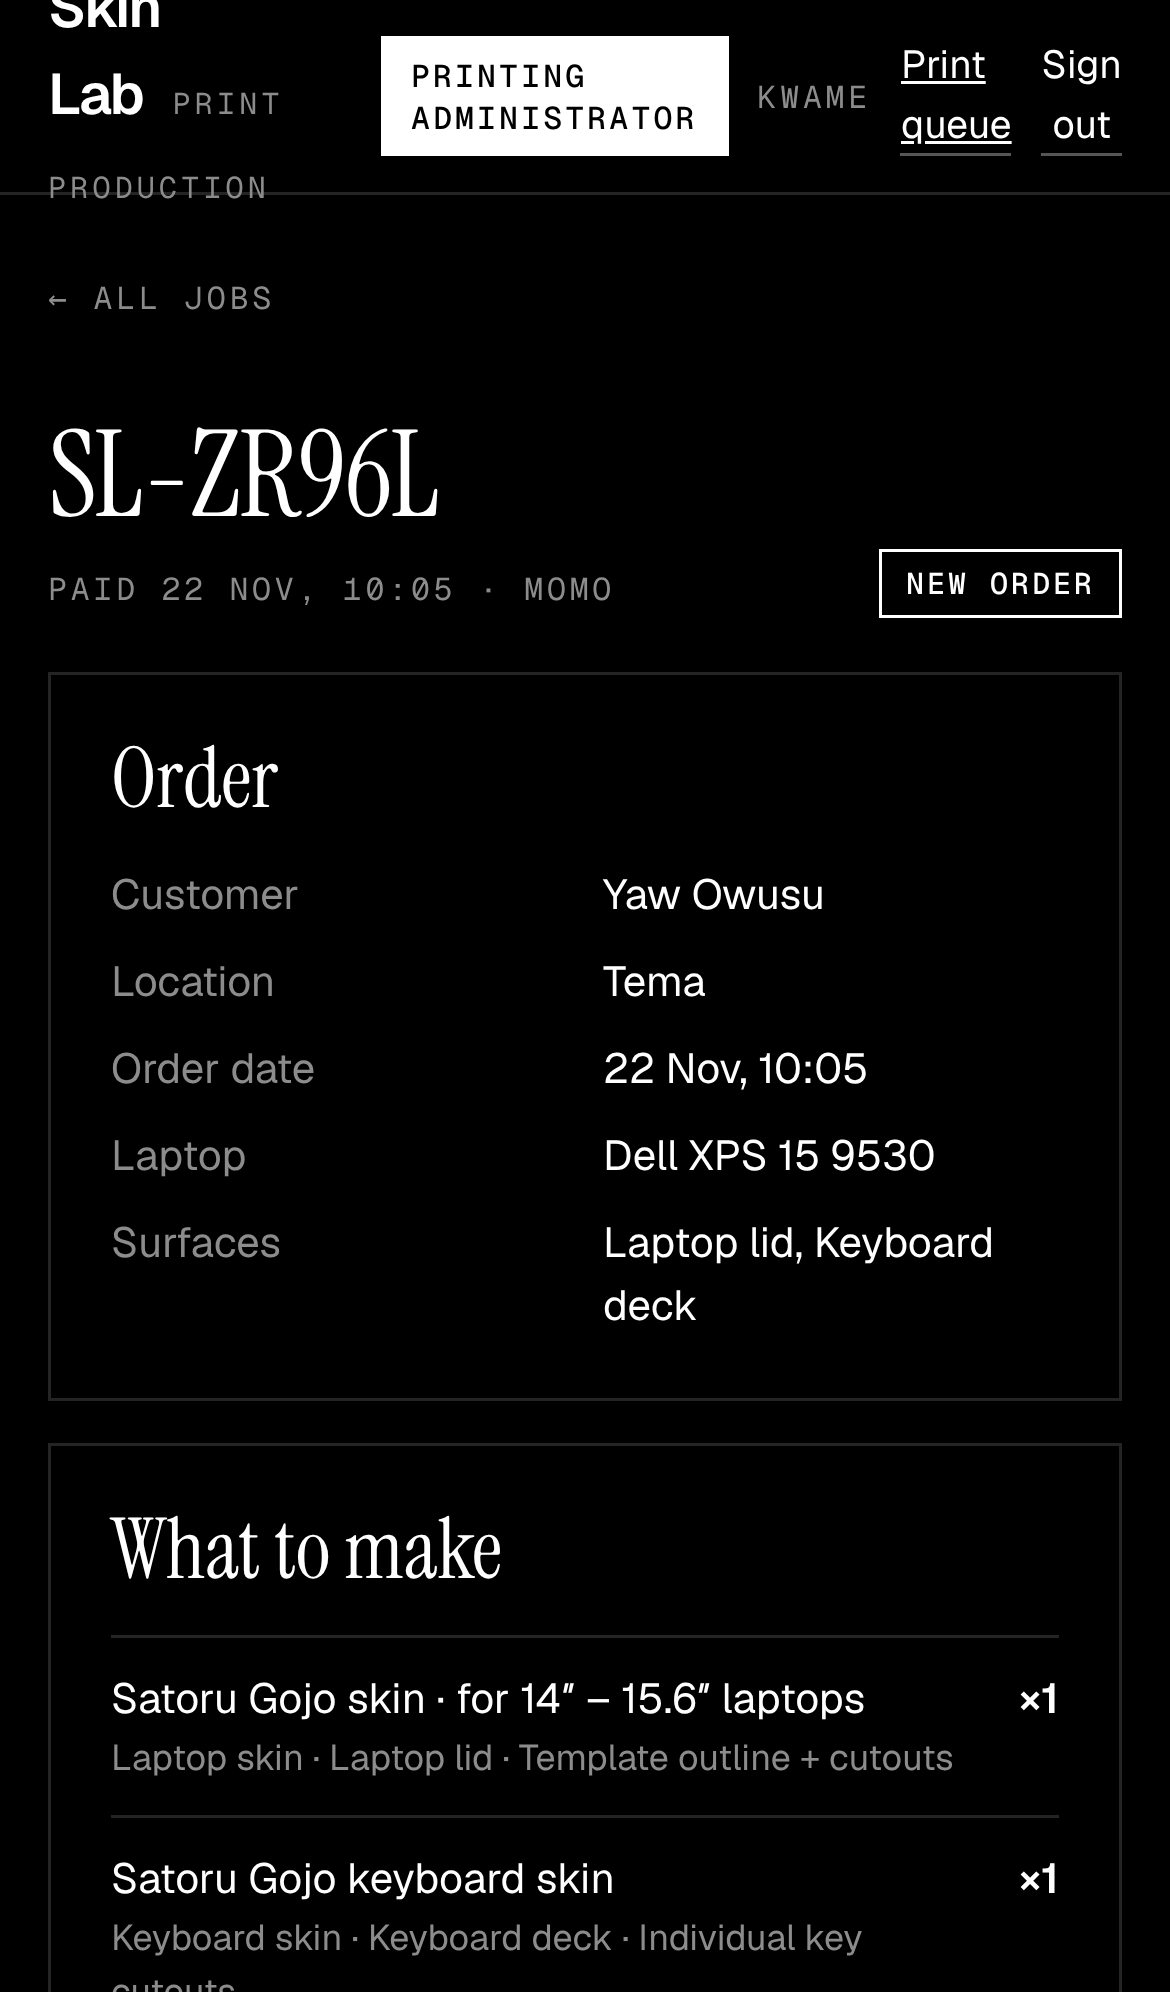 Skin
Lab PRINT
PRODUCTION
PRINTING
ADMINISTRATOR
KWAME
Print
queue
Sign
out
← ALL JOBS
SL-ZR96L
PAID 22 NOV, 10:05 · MOMO
NEW ORDER
Order
Customer Yaw Owusu
Location Tema
Order date 22 Nov, 10:05
Laptop Dell XPS 15 9530
Surfaces Laptop lid, Keyboard
deck
What to make
Satoru Gojo skin · for 14″ – 15.6″ laptops ×1
Laptop skin · Laptop lid · Template outline + cutouts
Satoru Gojo keyboard skin ×1
Keyboard skin · Keyboard deck · Individual key
cutouts